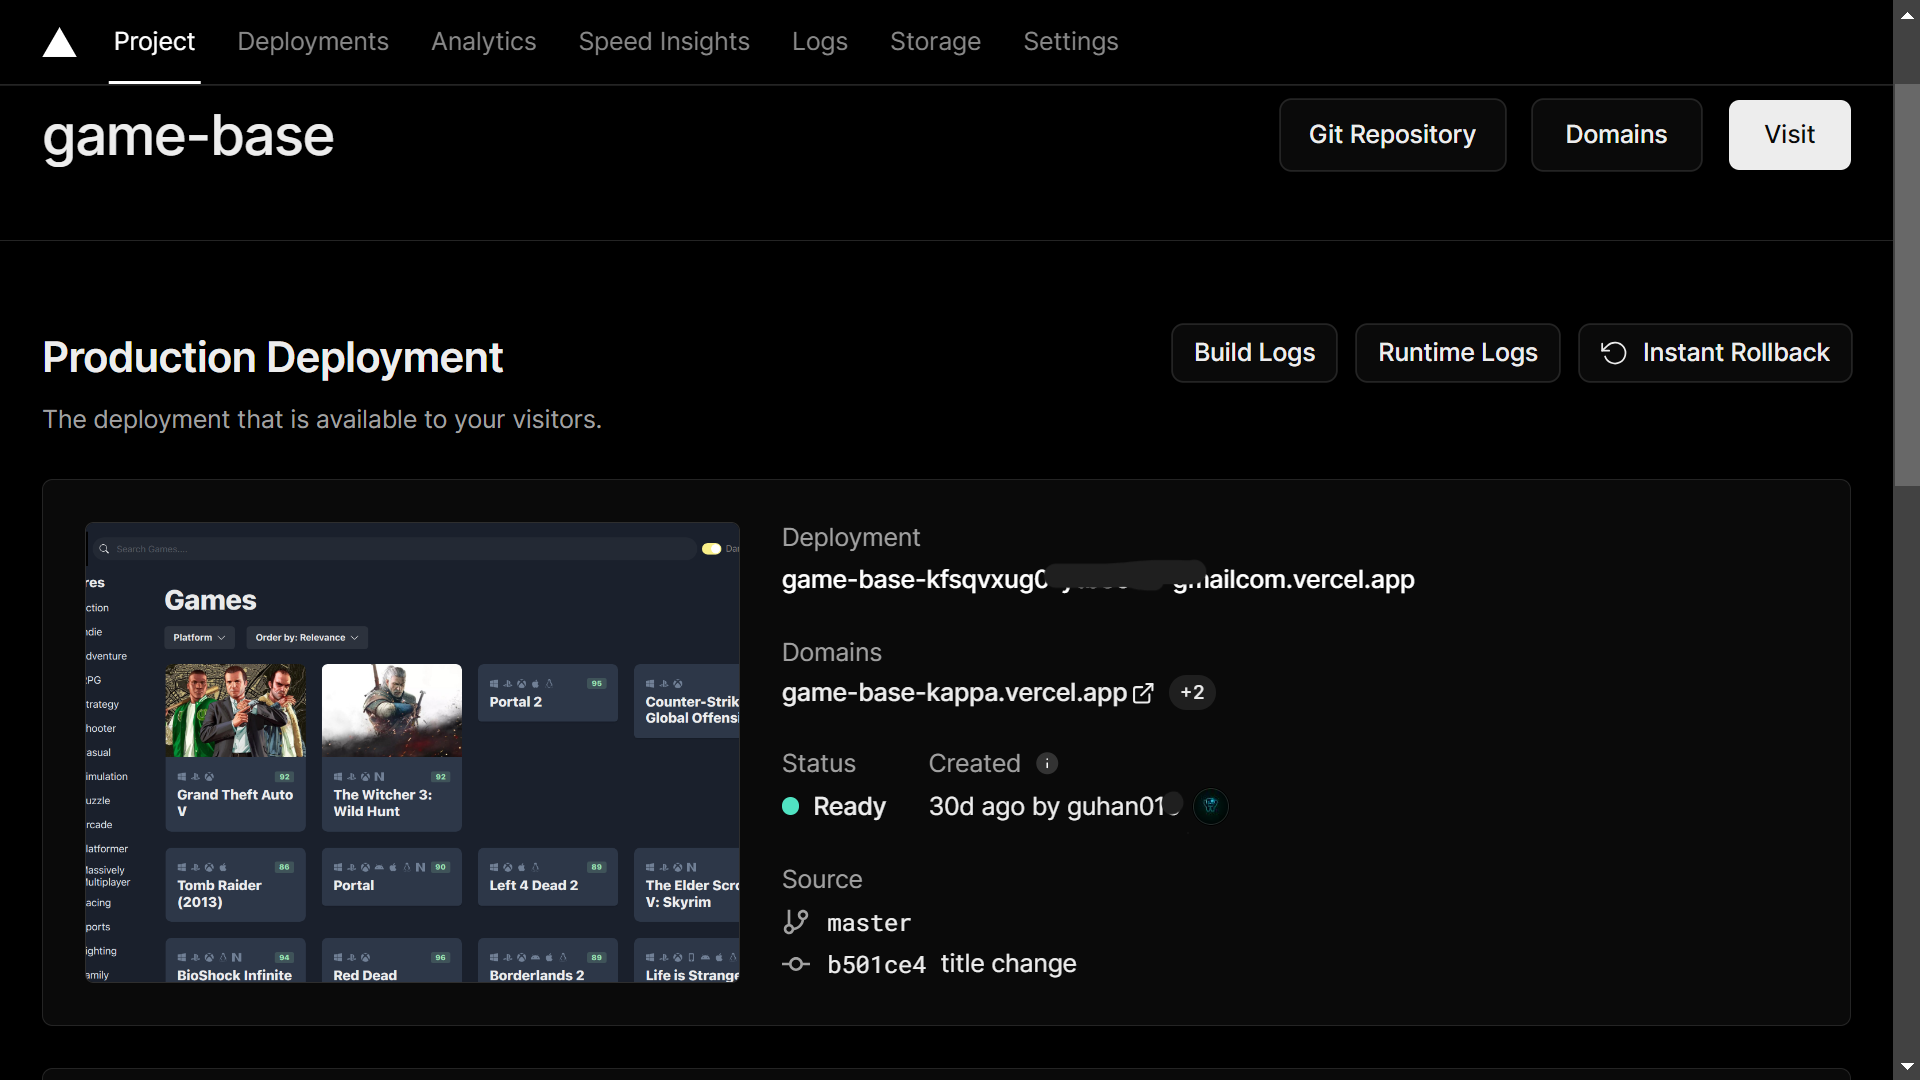 Project Deployments Analytics Speed Insights Logs Storage Settings
game-base
Git Repository Domains Visit
Production Deployment
Build Logs Runtime Logs Instant Rollback
The deployment that is available to your visitors.
Search Games....
res
ction
ndie
dventure
PG
trategy
hooter
asual
imulation
uzzle
rcade
latformer
Massively
Multiplayer
acing
ports
ighting
amily
Games
Platform Order by: Relevance
92
Grand Theft Auto
V
92
The Witcher 3:
Wild Hunt
95
Portal 2
Counter-Strik
Global Offensi
86
Tomb Raider
(2013)
90
Portal
89
Left 4 Dead 2
The Elder Scro
V: Skyrim
94
BioShock Infinite
96
Red Dead
89
Borderlands 2
Life is Strange
Deployment
game-base-kfsqvxug gmailcom.vercel.app
Domains
game-base-kappa.vercel.app +2
Status Created
Ready 30d ago by guhan01
Source
master
b501ce4 title change